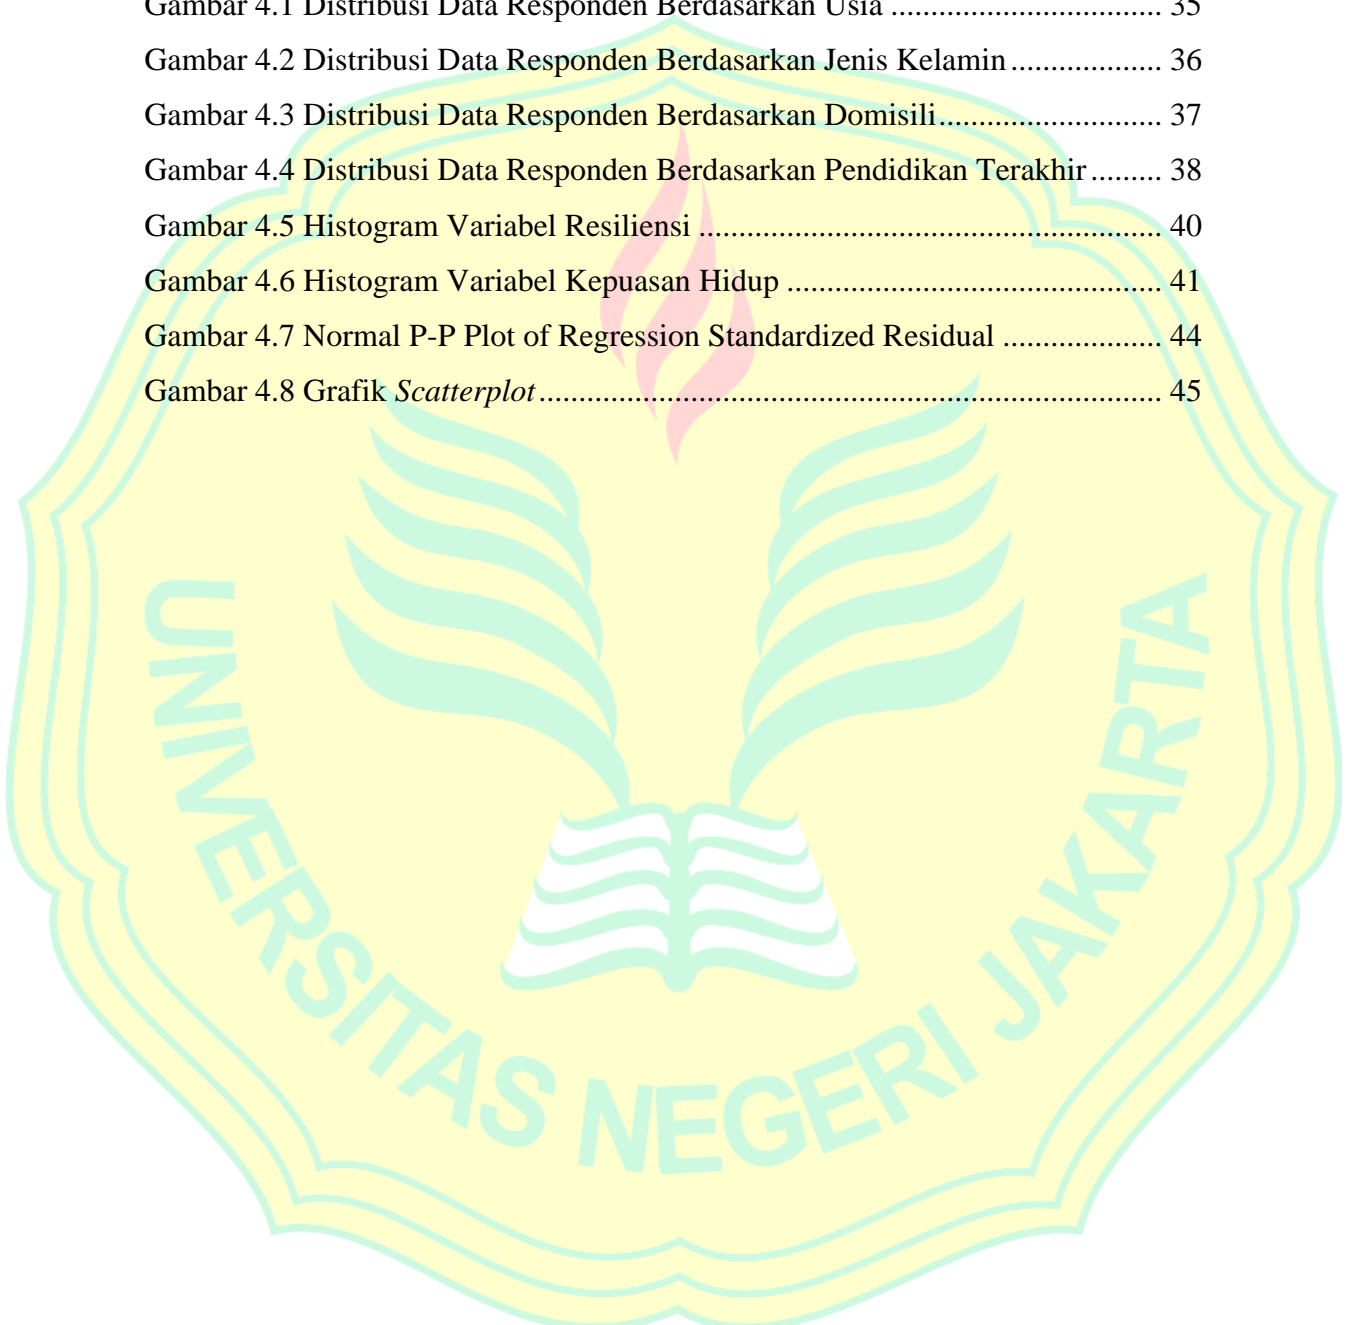 Gambar 4.1 Distribusi Data Responden Berdasarkan Usia .................................. 35
Gambar 4.2 Distribusi Data Responden Berdasarkan Jenis Kelamin ................... 36
Gambar 4.3 Distribusi Data Responden Berdasarkan Domisili............................ 37
Gambar 4.4 Distribusi Data Responden Berdasarkan Pendidikan Terakhir ......... 38
Gambar 4.5 Histogram Variabel Resiliensi .......................................................... 40
Gambar 4.6 Histogram Variabel Kepuasan Hidup ............................................... 41
Gambar 4.7 Normal P-P Plot of Regression Standardized Residual .................... 44
Gambar 4.8 Grafik Scatterplot .............................................................................. 45
UNIVERSITAS NEGERI JAKARTA